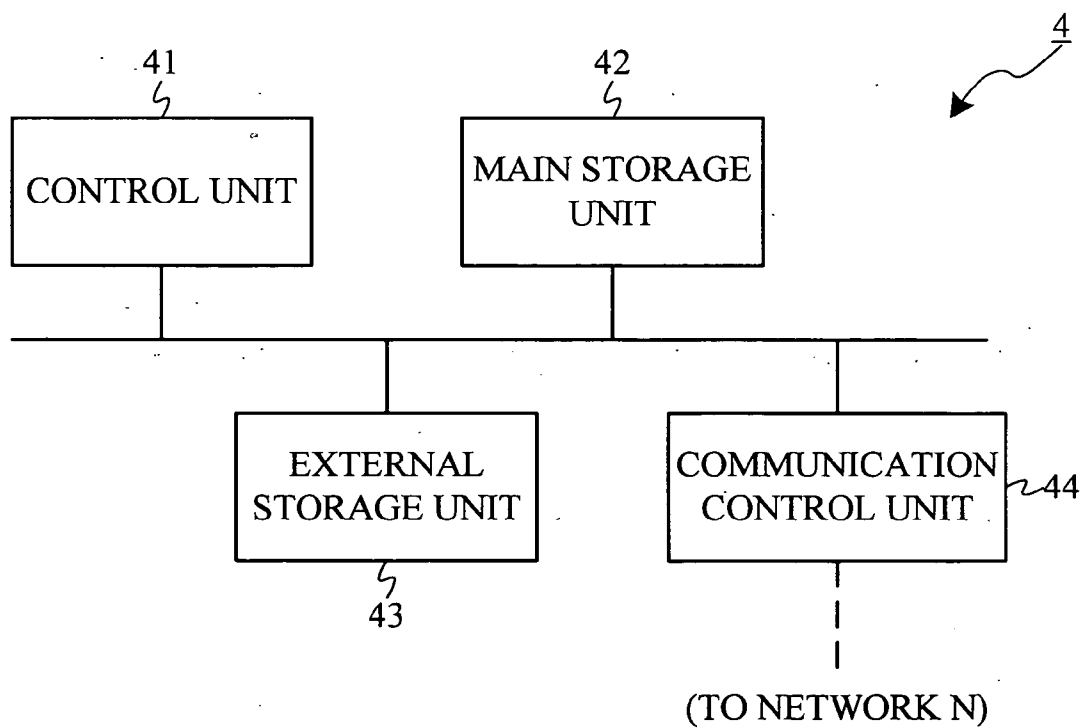 4
41
42
CONTROL UNIT
MAIN STORAGE
UNIT
EXTERNAL
STORAGE UNIT
COMMUNICATION
CONTROL UNIT
44
43
(TO NETWORK N)